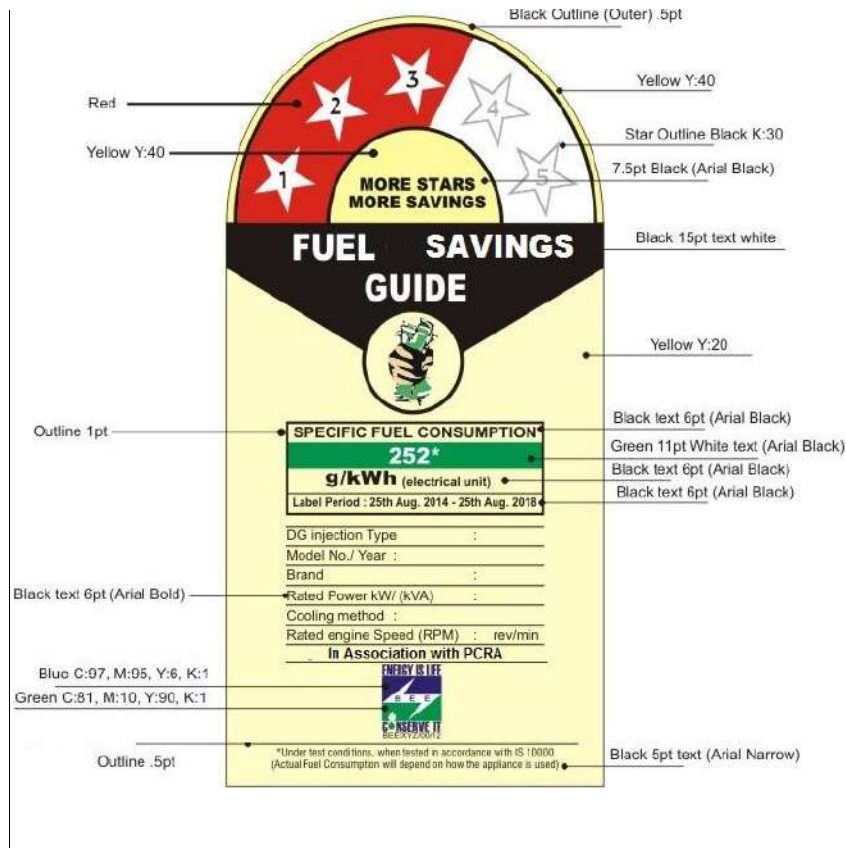 Black Outline (Outer) .5pt
Yellow Y:40
Red
Star Outline Black K:30
Yellow Y:40
7.5pt Black (Arial Black)
1
2
3
4
5
MORE STARS
MORE SAVINGS
FUEL SAVINGS
GUIDE
Black 15pt text white
Yellow Y:20
Outline 1pt
SPECIFIC FUEL CONSUMPTION
Black text 6pt (Arial Black)
252*
Green 11pt White text (Arial Black)
g/kWh (electrical unit)
Black text 6pt (Arial Black)
Label Period : 25th Aug. 2014 - 25th Aug. 2018
Black text 6pt (Arial Black)
DG injection Type :
Model No./ Year :
Brand :
Black text 6pt (Arial Bold)
Rated Power kW/ (kVA) :
Cooling method :
Rated engine Speed (RPM) : rev/min
In Association with PCRA
Blue C:97, M:95, Y:6, K:1
Green C:81, M:10, Y:90, K:1
ENERGY IS LIFE
BEE
CONSERVE IT
BEE/XYZ/00/12
Outline .5pt
*Under test conditions, when tested in accordance with IS 10000
(Actual Fuel Consumption will depend on how the appliance is used)
Black 5pt text (Arial Narrow)